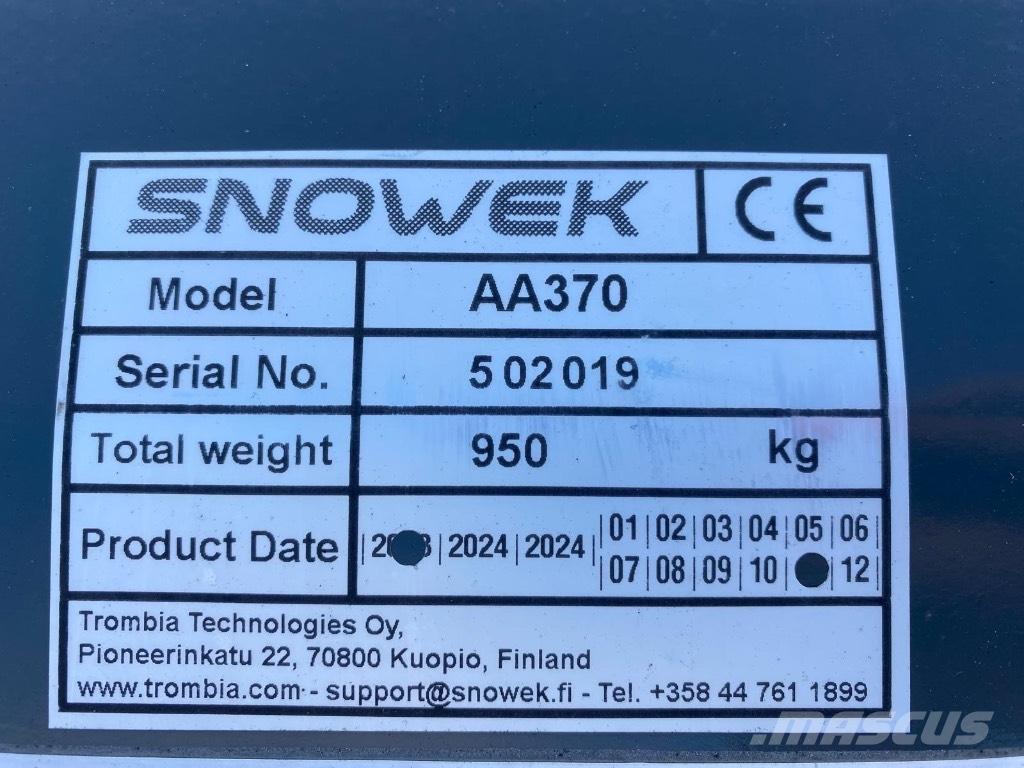 SNOWEK CE
Model AA370
Serial No. 502019
Total weight 950 kg
Product Date | |2024|2024| |01|02|03|04|05|06|
|07|08|09|10| |12|
Trombia Technologies Oy,
Pioneerinkatu 22, 70800 Kuopio, Finland
www.trombia.com - support@snowek.fi - Tel. +358 44 761 1899
MASCUS